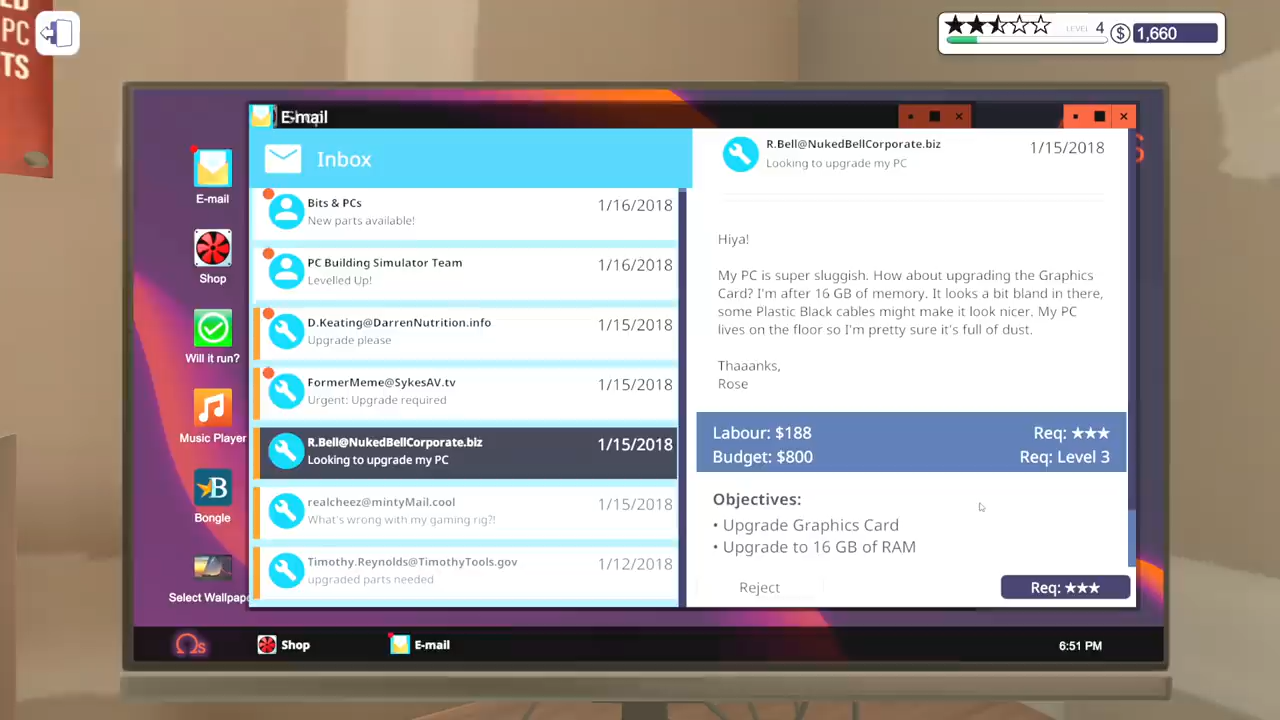 PC
TS
LEVEL 4
$ 1,660
E-mail
Inbox
Bits & PCs
New parts available!
1/16/2018
PC Building Simulator Team
Levelled Up!
1/16/2018
D.Keating@DarrenNutrition.info
Upgrade please
1/15/2018
FormerMeme@SykesAV.tv
Urgent: Upgrade required
1/15/2018
R.Bell@NukedBellCorporate.biz
Looking to upgrade my PC
1/15/2018
realcheez@mintyMail.cool
What's wrong with my gaming rig?!
1/15/2018
Timothy.Reynolds@TimothyTools.gov
upgraded parts needed
1/12/2018
R.Bell@NukedBellCorporate.biz
Looking to upgrade my PC
1/15/2018
Hiya!
My PC is super sluggish. How about upgrading the Graphics
Card? I'm after 16 GB of memory. It looks a bit bland in there,
some Plastic Black cables might make it look nicer. My PC
lives on the floor so I'm pretty sure it's full of dust.
Thaaanks,
Rose
Labour: $188
Req: ★★★
Budget: $800
Req: Level 3
Objectives:
• Upgrade Graphics Card
• Upgrade to 16 GB of RAM
Reject
Req: ★★★
E-mail
Shop
Will it run?
Music Player
B
Bongle
Select Wallpape
Ωs
Shop
E-mail
6:51 PM